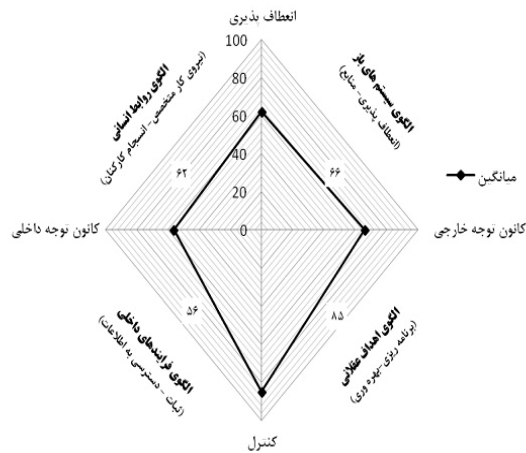 انعطاف پذیری
100
80
60
40
20
0
الگوی سیستم های باز
(انعطاف پذیری- منابع)
الگوی روابط انسانی
(نیروی کار متخصص- انسجام کارکنان)
۶۶
۶۲
میانگین
کانون توجه خارجی
کانون توجه داخلی
۸۵
۵۶
الگوی اهداف عقلانی
(برنامه ریزی -بهره وری)
الگوی فرایندهای داخلی
(ثبات - دسترسی به اطلاعات)
کنترل